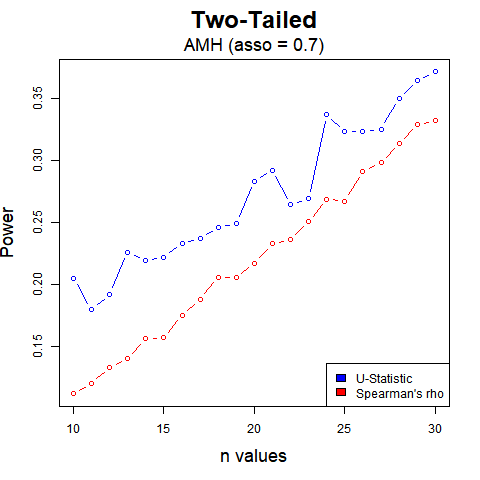 Two-Tailed
AMH (asso = 0.7)
Power
0.35
0.30
0.25
0.20
0.15
10
15
20
25
30
n values
U-Statistic
Spearman's rho